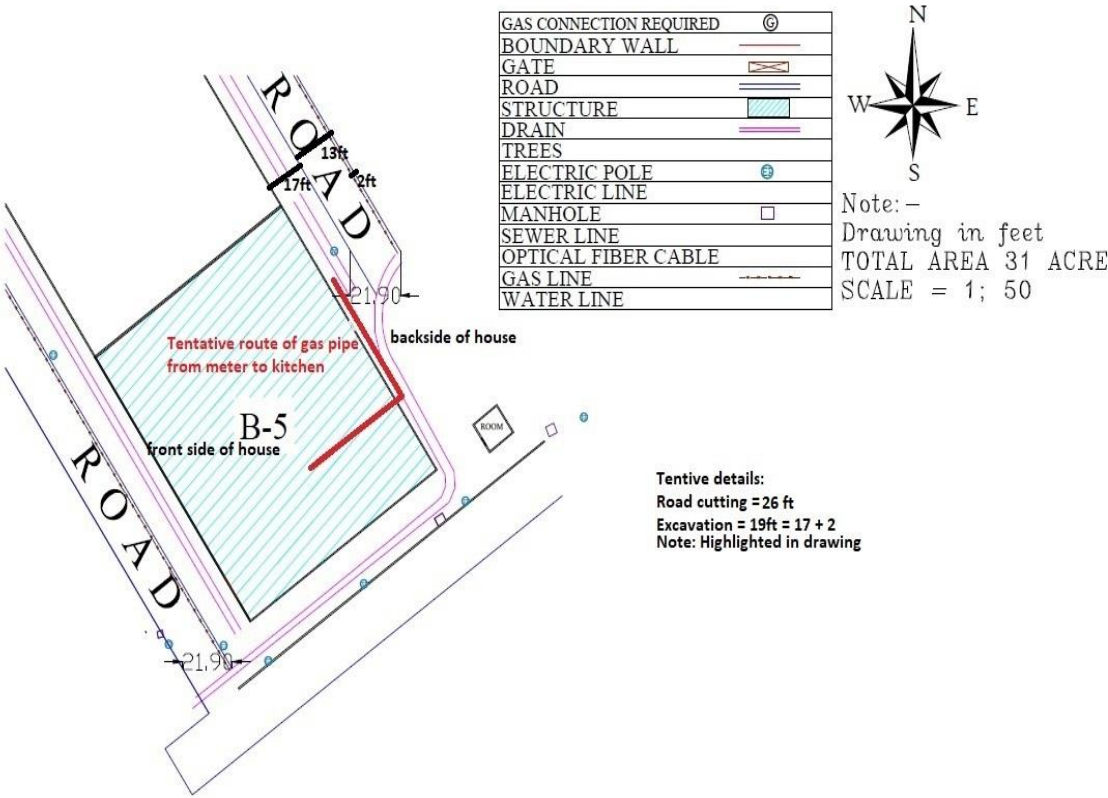 GAS CONNECTION REQUIRED G
BOUNDARY WALL
GATE
ROAD
STRUCTURE
DRAIN
TREES
ELECTRIC POLE
ELECTRIC LINE
MANHOLE
SEWER LINE
OPTICAL FIBER CABLE
GAS LINE
WATER LINE
N
W E
S
Note:-
Drawing in feet
TOTAL AREA 31 ACRE
SCALE = 1; 50
ROAD
13ft
17ft
2ft
21.90
backside of house
Tentative route of gas pipe
from meter to kitchen
B-5
front side of house
ROOM
ROAD
21.90
Tentive details:
Road cutting = 26 ft
Excavation = 19ft = 17 + 2
Note: Highlighted in drawing